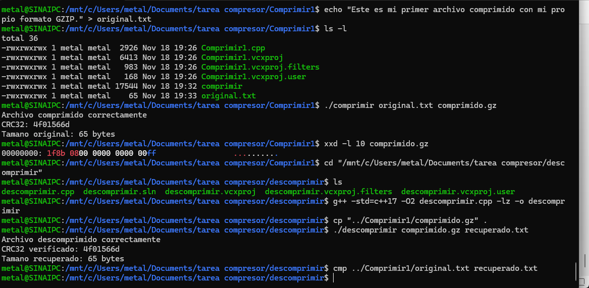 metal@SINAIPC:/mnt/c/Users/metal/Documents/tarea compresor/Comprimir1$ echo "Este es mi primer archivo comprimido con mi pro
pio formato GZIP." > original.txt
metal@SINAIPC:/mnt/c/Users/metal/Documents/tarea compresor/Comprimir1$ ls -l
total 36
-rwxrwxrwx 1 metal metal  2926 Nov 18 19:26 Comprimir1.cpp
-rwxrwxrwx 1 metal metal  6413 Nov 18 19:26 Comprimir1.vcxproj
-rwxrwxrwx 1 metal metal   983 Nov 18 19:26 Comprimir1.vcxproj.filters
-rwxrwxrwx 1 metal metal   168 Nov 18 19:26 Comprimir1.vcxproj.user
-rwxrwxrwx 1 metal metal 17544 Nov 18 19:32 comprimir
-rwxrwxrwx 1 metal metal    65 Nov 18 19:33 original.txt
metal@SINAIPC:/mnt/c/Users/metal/Documents/tarea compresor/Comprimir1$ ./comprimir original.txt comprimido.gz
Archivo comprimido correctamente
CRC32: 4f01566d
Tamano original: 65 bytes
metal@SINAIPC:/mnt/c/Users/metal/Documents/tarea compresor/Comprimir1$ xxd -l 10 comprimido.gz
00000000: 1f8b 0800 0000 0000 00ff                 ..........
metal@SINAIPC:/mnt/c/Users/metal/Documents/tarea compresor/Comprimir1$ cd "/mnt/c/Users/metal/Documents/tarea compresor/desc
omprimir"
metal@SINAIPC:/mnt/c/Users/metal/Documents/tarea compresor/descomprimir$ ls
descomprimir.cpp  descomprimir.sln  descomprimir.vcxproj  descomprimir.vcxproj.filters  descomprimir.vcxproj.user
metal@SINAIPC:/mnt/c/Users/metal/Documents/tarea compresor/descomprimir$ g++ -std=c++17 -O2 descomprimir.cpp -lz -o descompr
imir
metal@SINAIPC:/mnt/c/Users/metal/Documents/tarea compresor/descomprimir$ cp "../Comprimir1/comprimido.gz" .
metal@SINAIPC:/mnt/c/Users/metal/Documents/tarea compresor/descomprimir$ ./descomprimir comprimido.gz recuperado.txt
Archivo descomprimido correctamente
CRC32 verificado: 4f01566d
Tamano recuperado: 65 bytes
metal@SINAIPC:/mnt/c/Users/metal/Documents/tarea compresor/descomprimir$ cmp ../Comprimir1/original.txt recuperado.txt
metal@SINAIPC:/mnt/c/Users/metal/Documents/tarea compresor/descomprimir$